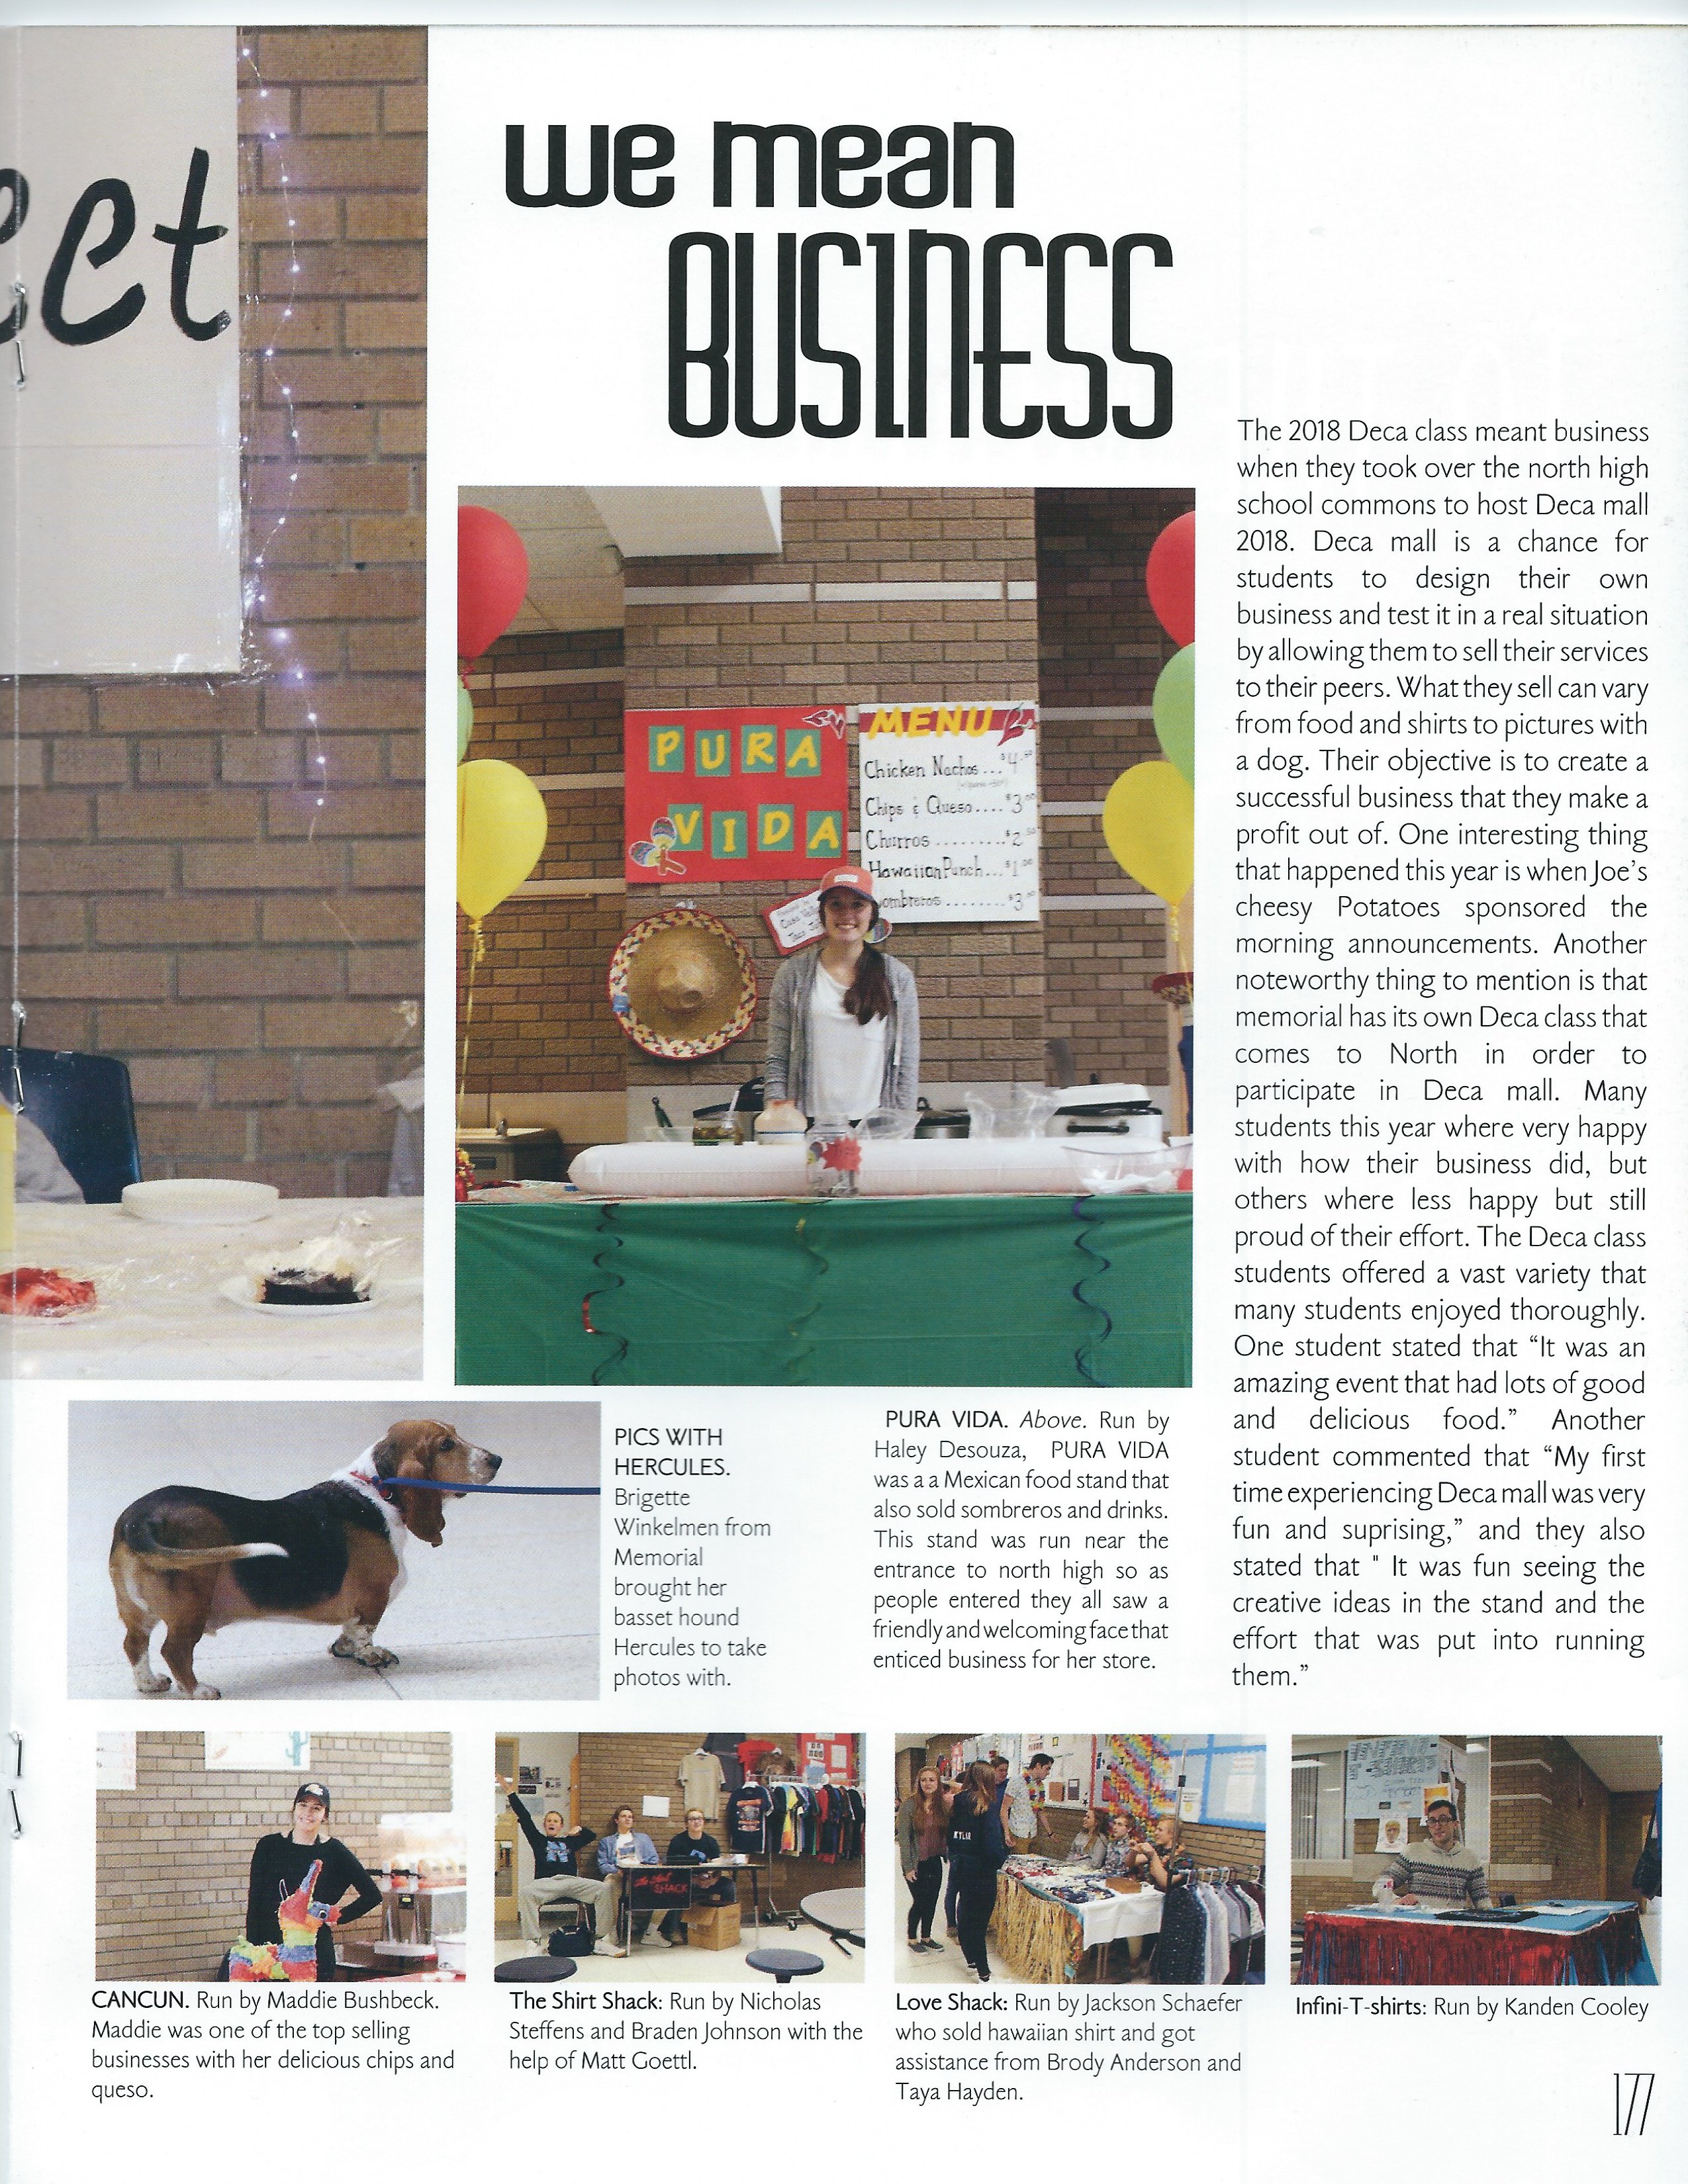 ect
we mean
BUSINESS
The 2018 Deca class meant business
when they took over the north high
school commons to host Deca mall
2018. Deca mall is a chance for
students to design their own
business and test it in a real situation
by allowing them to sell their services
to their peers. What they sell can vary
from food and shirts to pictures with
a dog. Their objective is to create a
successful business that they make a
profit out of. One interesting thing
that happened this year is when Joe's
cheesy Potatoes sponsored the
morning announcements. Another
noteworthy thing to mention is that
memorial has its own Deca class that
comes to North in order to
participate in Deca mall. Many
students this year where very happy
with how their business did, but
others where less happy but still
proud of their effort. The Deca class
students offered a vast variety that
many students enjoyed thoroughly.
One student stated that “It was an
amazing event that had lots of good
and delicious food.” Another
student commented that “My first
time experiencing Deca mall was very
fun and suprising,” and they also
stated that " It was fun seeing the
creative ideas in the stand and the
effort that was put into running
them.”
PURA
VIDA
MENU
Chicken Nachos...$4.50
Chips & Queso....$3.00
Churros.........$2.50
Hawaiian Punch...$1.00
ombreros........$3.00
PICS WITH
HERCULES.
Brigette
Winkelmen from
Memorial
brought her
basset hound
Hercules to take
photos with.
PURA VIDA. Above. Run by
Haley Desouza, PURA VIDA
was a a Mexican food stand that
also sold sombreros and drinks.
This stand was run near the
entrance to north high so as
people entered they all saw a
friendly and welcoming face that
enticed business for her store.
SHACK
KYLIE
CANCUN. Run by Maddie Bushbeck.
Maddie was one of the top selling
businesses with her delicious chips and
queso.
The Shirt Shack: Run by Nicholas
Steffens and Braden Johnson with the
help of Matt Goettl.
Love Shack: Run by Jackson Schaefer
who sold hawaiian shirt and got
assistance from Brody Anderson and
Taya Hayden.
Infini-T-shirts: Run by Kanden Cooley
177